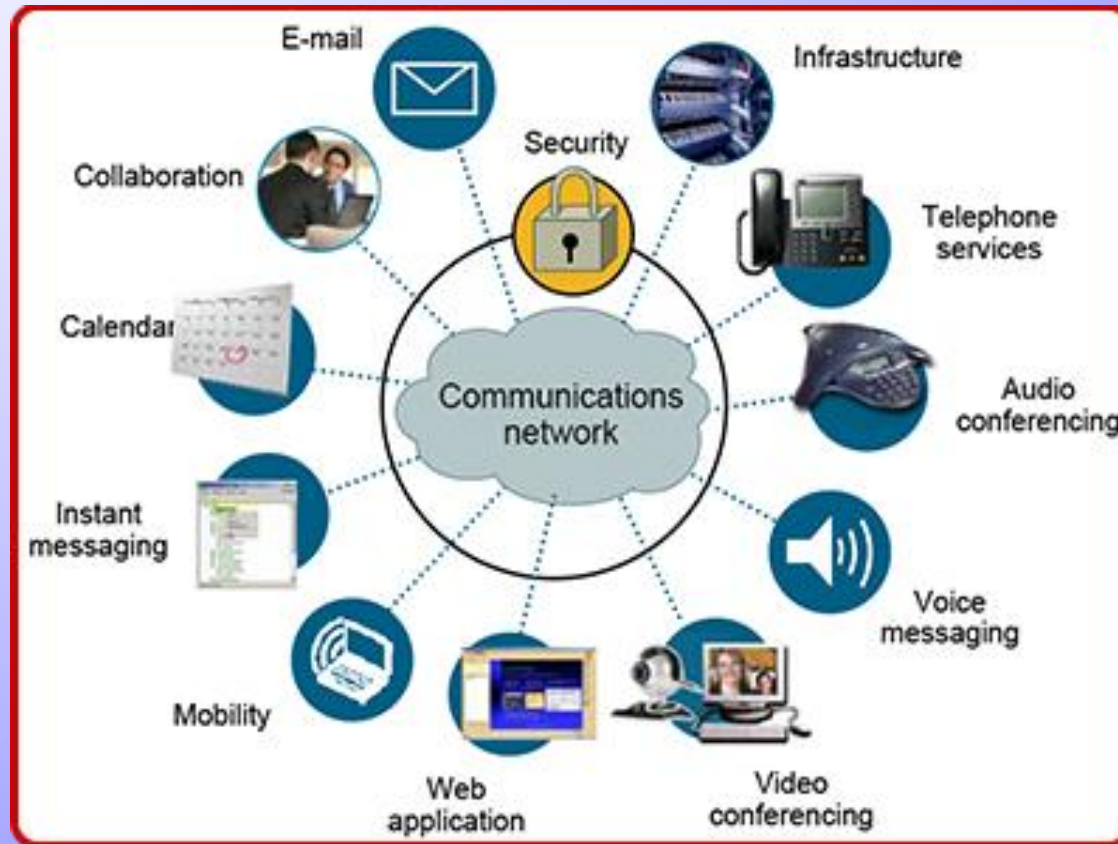 E-mail
Infrastructure
Security
Collaboration
Telephone
services
Calendar
Communications
network
Audio
conferencing
Instant
messaging
Voice
messaging
Mobility
Web
application
Video
conferencing